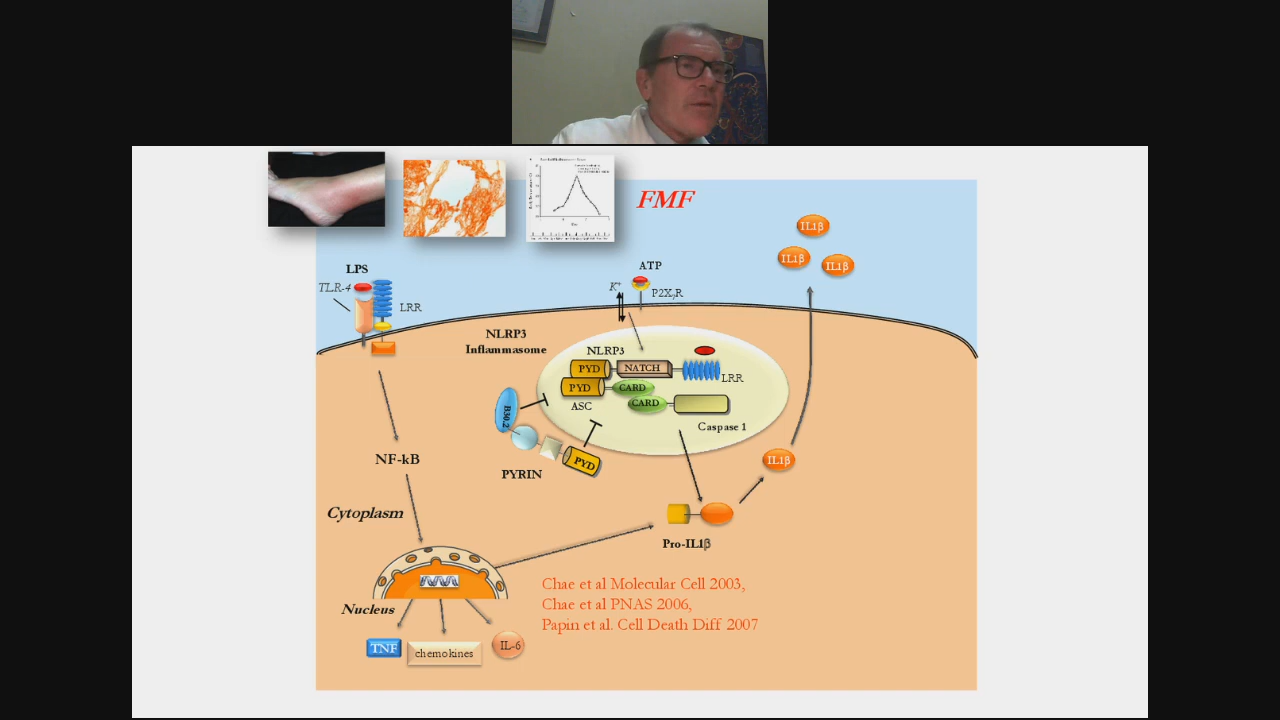 FMF
IL1β
IL1β
IL1β
LPS
ATP
TLR-4
K⁺
P2X₇R
LRR
NLRP3
Inflammasome
NLRP3
PYD
NATCH
LRR
PYD
CARD
CARD
ASC
B30.2
Caspase 1
PYD
NF-kB
PYRIN
IL1β
Cytoplasm
Pro-IL1β
Chae et al Molecular Cell 2003,
Chae et al PNAS 2006,
Papin et al. Cell Death Diff 2007
Nucleus
TNF
chemokines
IL-6